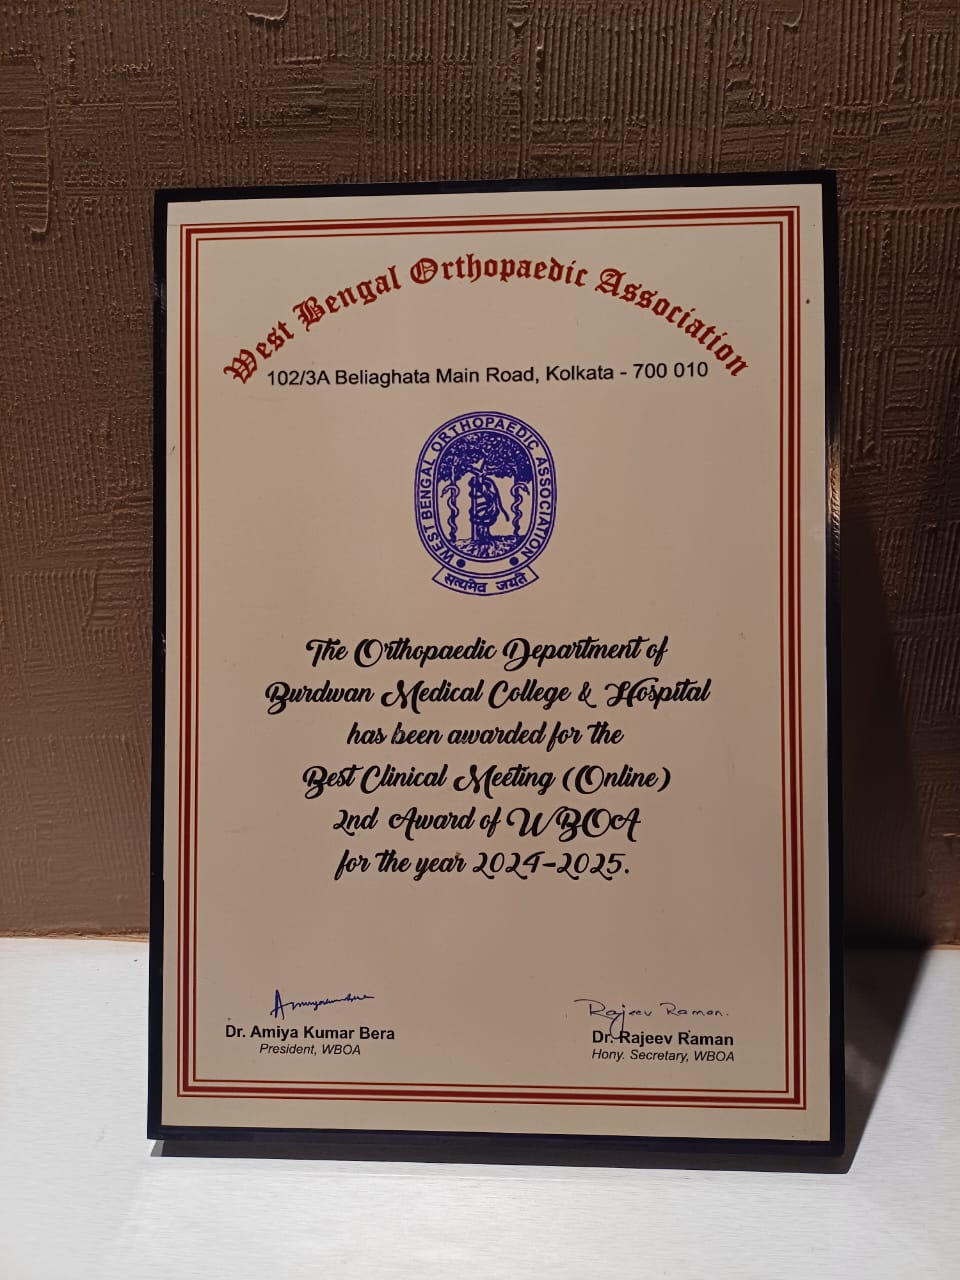 West Bengal Orthopaedic Association
102/3A Beliaghata Main Road, Kolkata - 700 010
WEST BENGAL ORTHOPAEDIC ASSOCIATION
सत्यमेव जयते
The Orthopaedic Department of
Burdwan Medical College & Hospital
has been awarded for the
Best Clinical Meeting (Online)
2nd Award of WBOA
for the year 2024-2025.
Rajeev Raman.
Dr. Amiya Kumar Bera
President, WBOA
Dr. Rajeev Raman
Hony. Secretary, WBOA